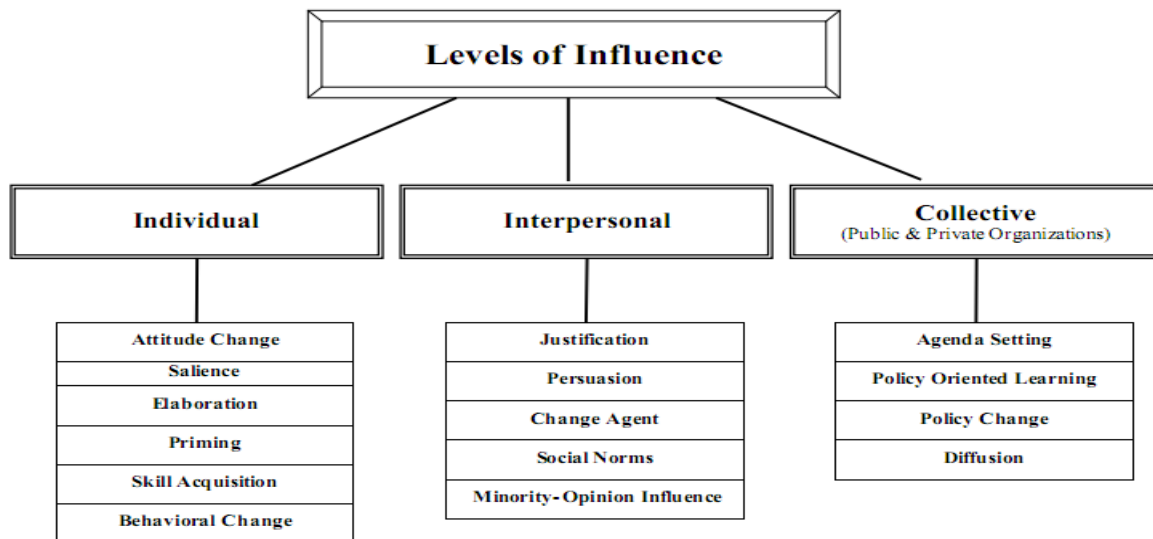 Levels of Influence
Individual
Interpersonal
Collective
(Public & Private Organizations)
Attitude Change
Salience
Elaboration
Priming
Skill Acquisition
Behavioral Change
Justification
Persuasion
Change Agent
Social Norms
Minority-Opinion Influence
Agenda Setting
Policy Oriented Learning
Policy Change
Diffusion